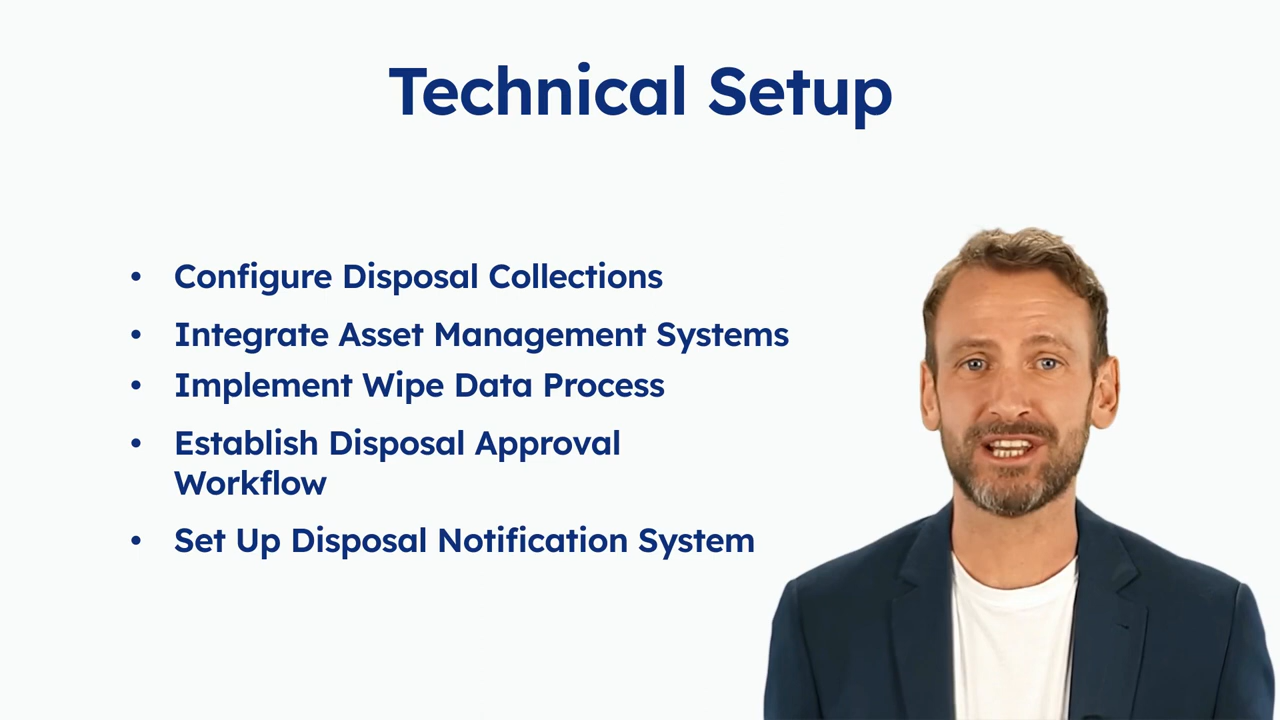 Technical Setup
• Configure Disposal Collections
• Integrate Asset Management Systems
• Implement Wipe Data Process
• Establish Disposal Approval
Workflow
• Set Up Disposal Notification System